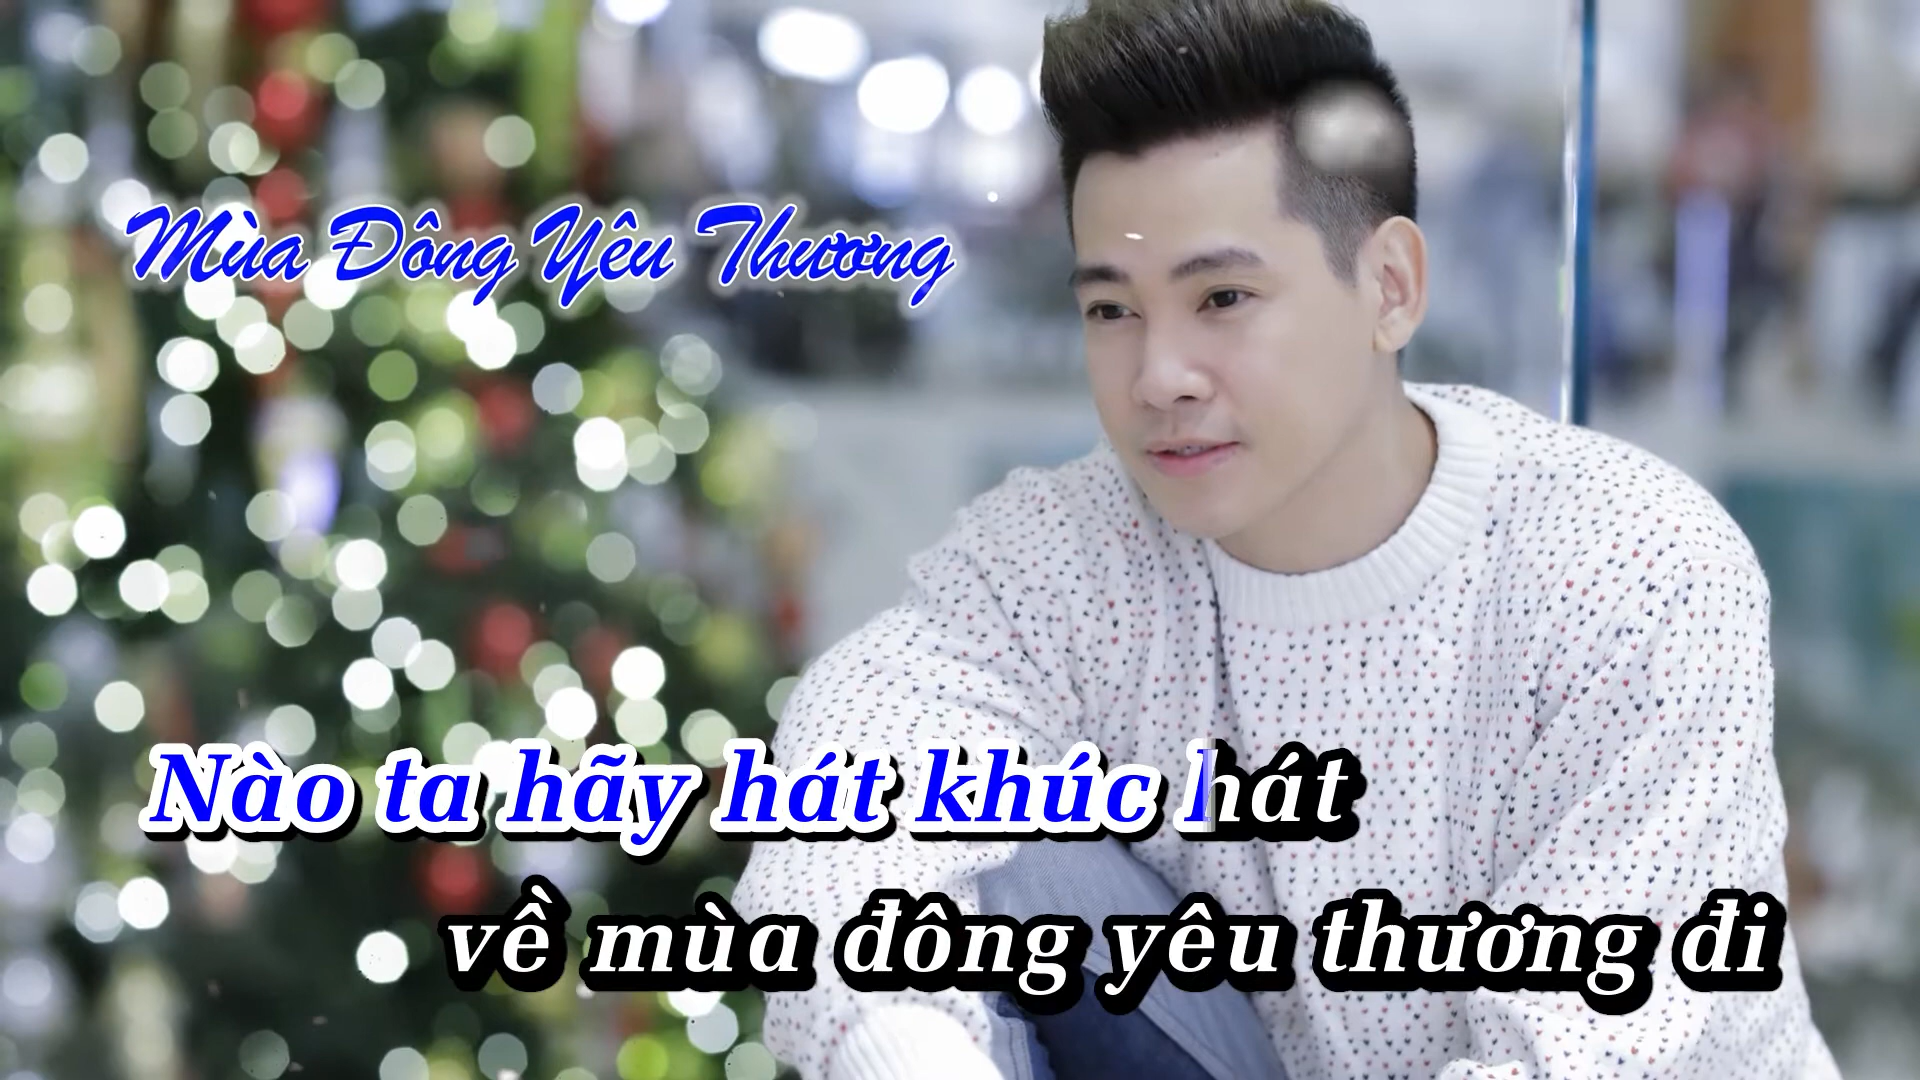 Mùa Đông Yêu Thương
Nào ta hãy hát khúc hát
về mùa đông yêu thương đi